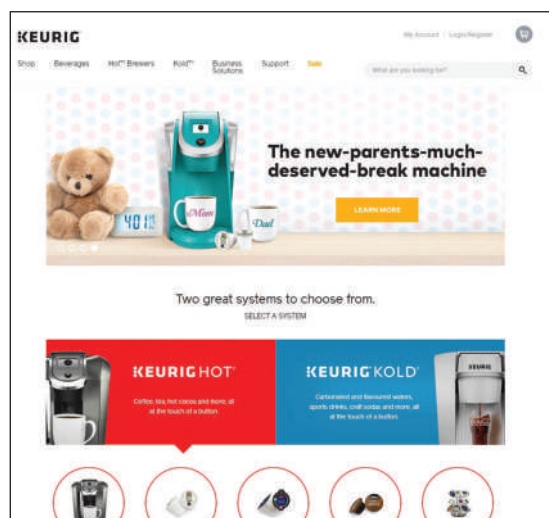 KEURIG
My Account | Login/Register
Shop Beverages Hot™ Brewers Kold™ Business Solutions Support Sale
What are you looking for?
The new-parents-much-
deserved-break machine
LEARN MORE
4:01
Mom
Dad
Two great systems to choose from.
SELECT A SYSTEM
KEURIG HOT
Coffee, tea, hot cocoa and more, all
at the touch of a button.
KEURIG KOLD
Carbonated and flavoured waters,
sports drinks, craft sodas and more, all
at the touch of a button.
KEURIG